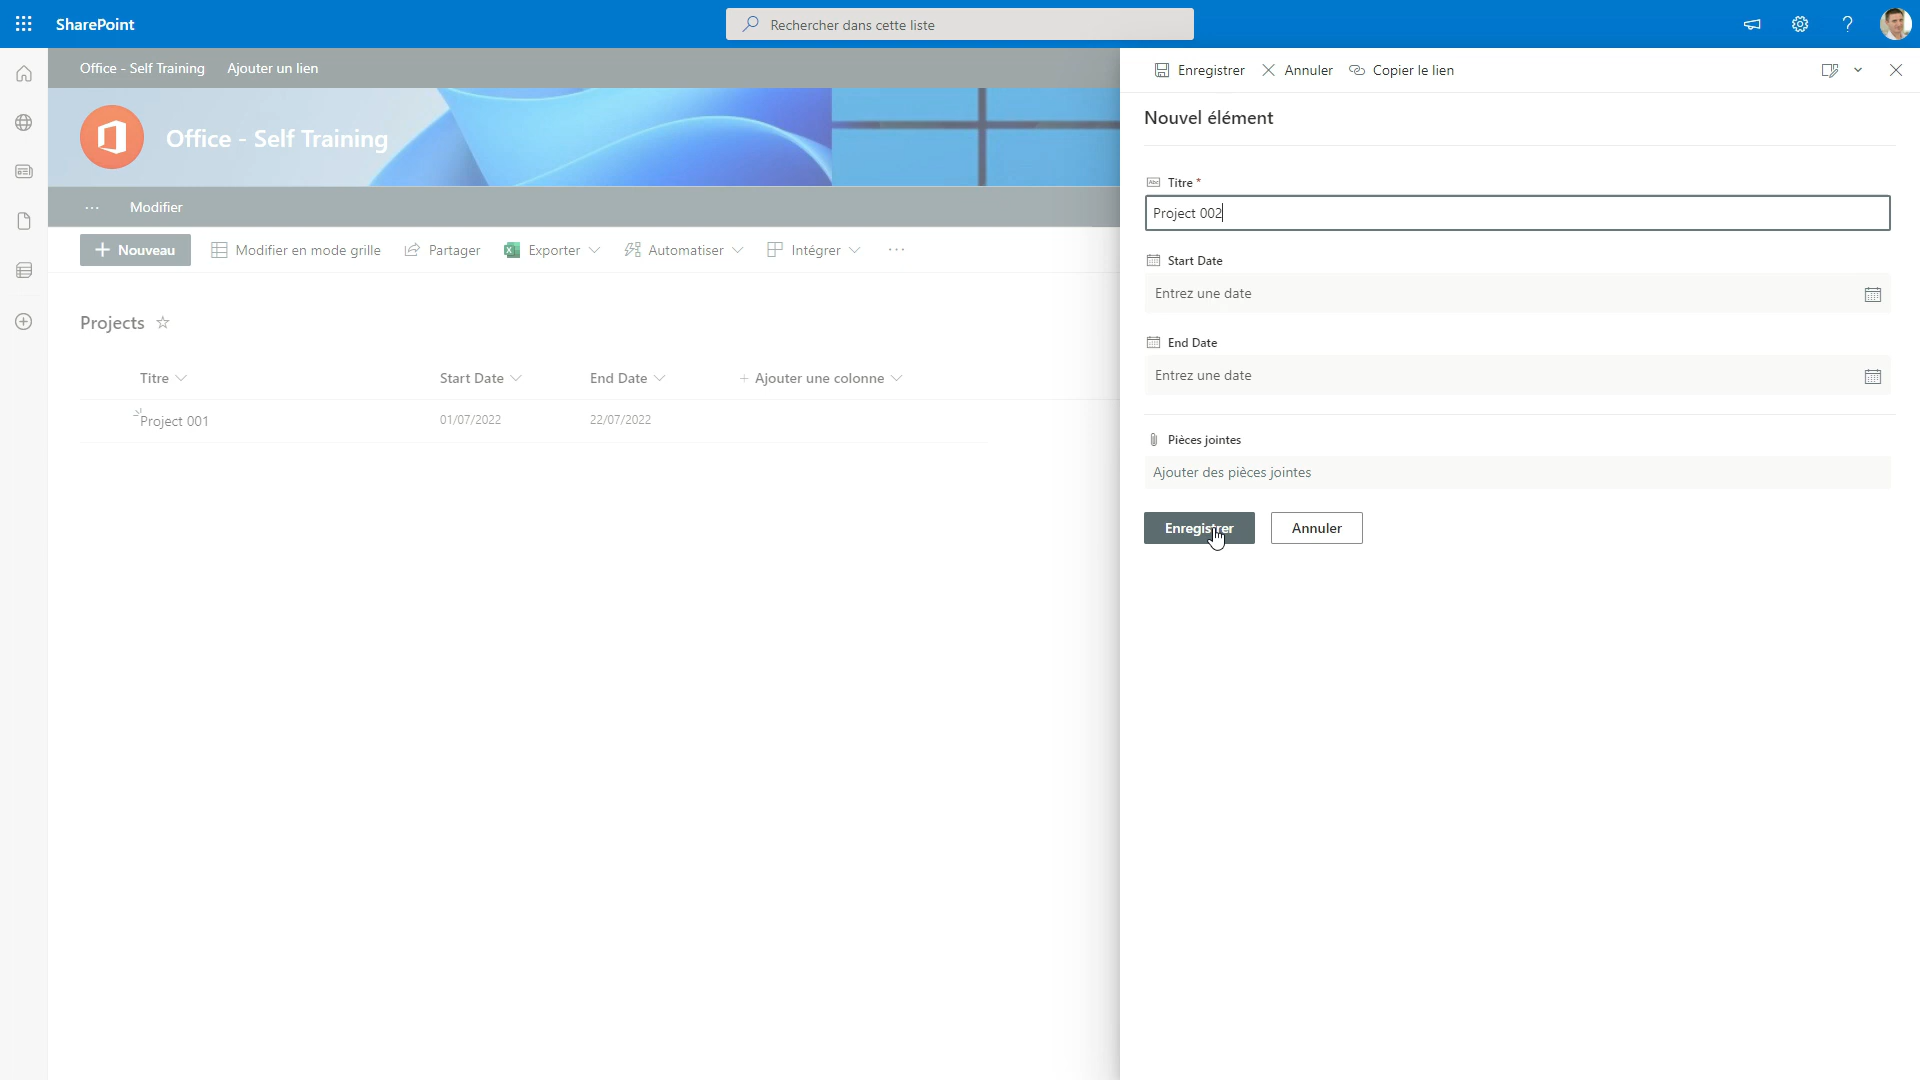 SharePoint
Rechercher dans cette liste
Office - Self Training Ajouter un lien
Office - Self Training
··· Modifier
Nouveau Modifier en mode grille Partager Exporter Automatiser Intégrer ···
Projects
Titre Start Date End Date + Ajouter une colonne
Project 001 01/07/2022 22/07/2022
Enregistrer Annuler Copier le lien
Nouvel élément
Abc Titre *
Project 002
Start Date
Entrez une date
End Date
Entrez une date
Pièces jointes
Ajouter des pièces jointes
Enregistrer Annuler